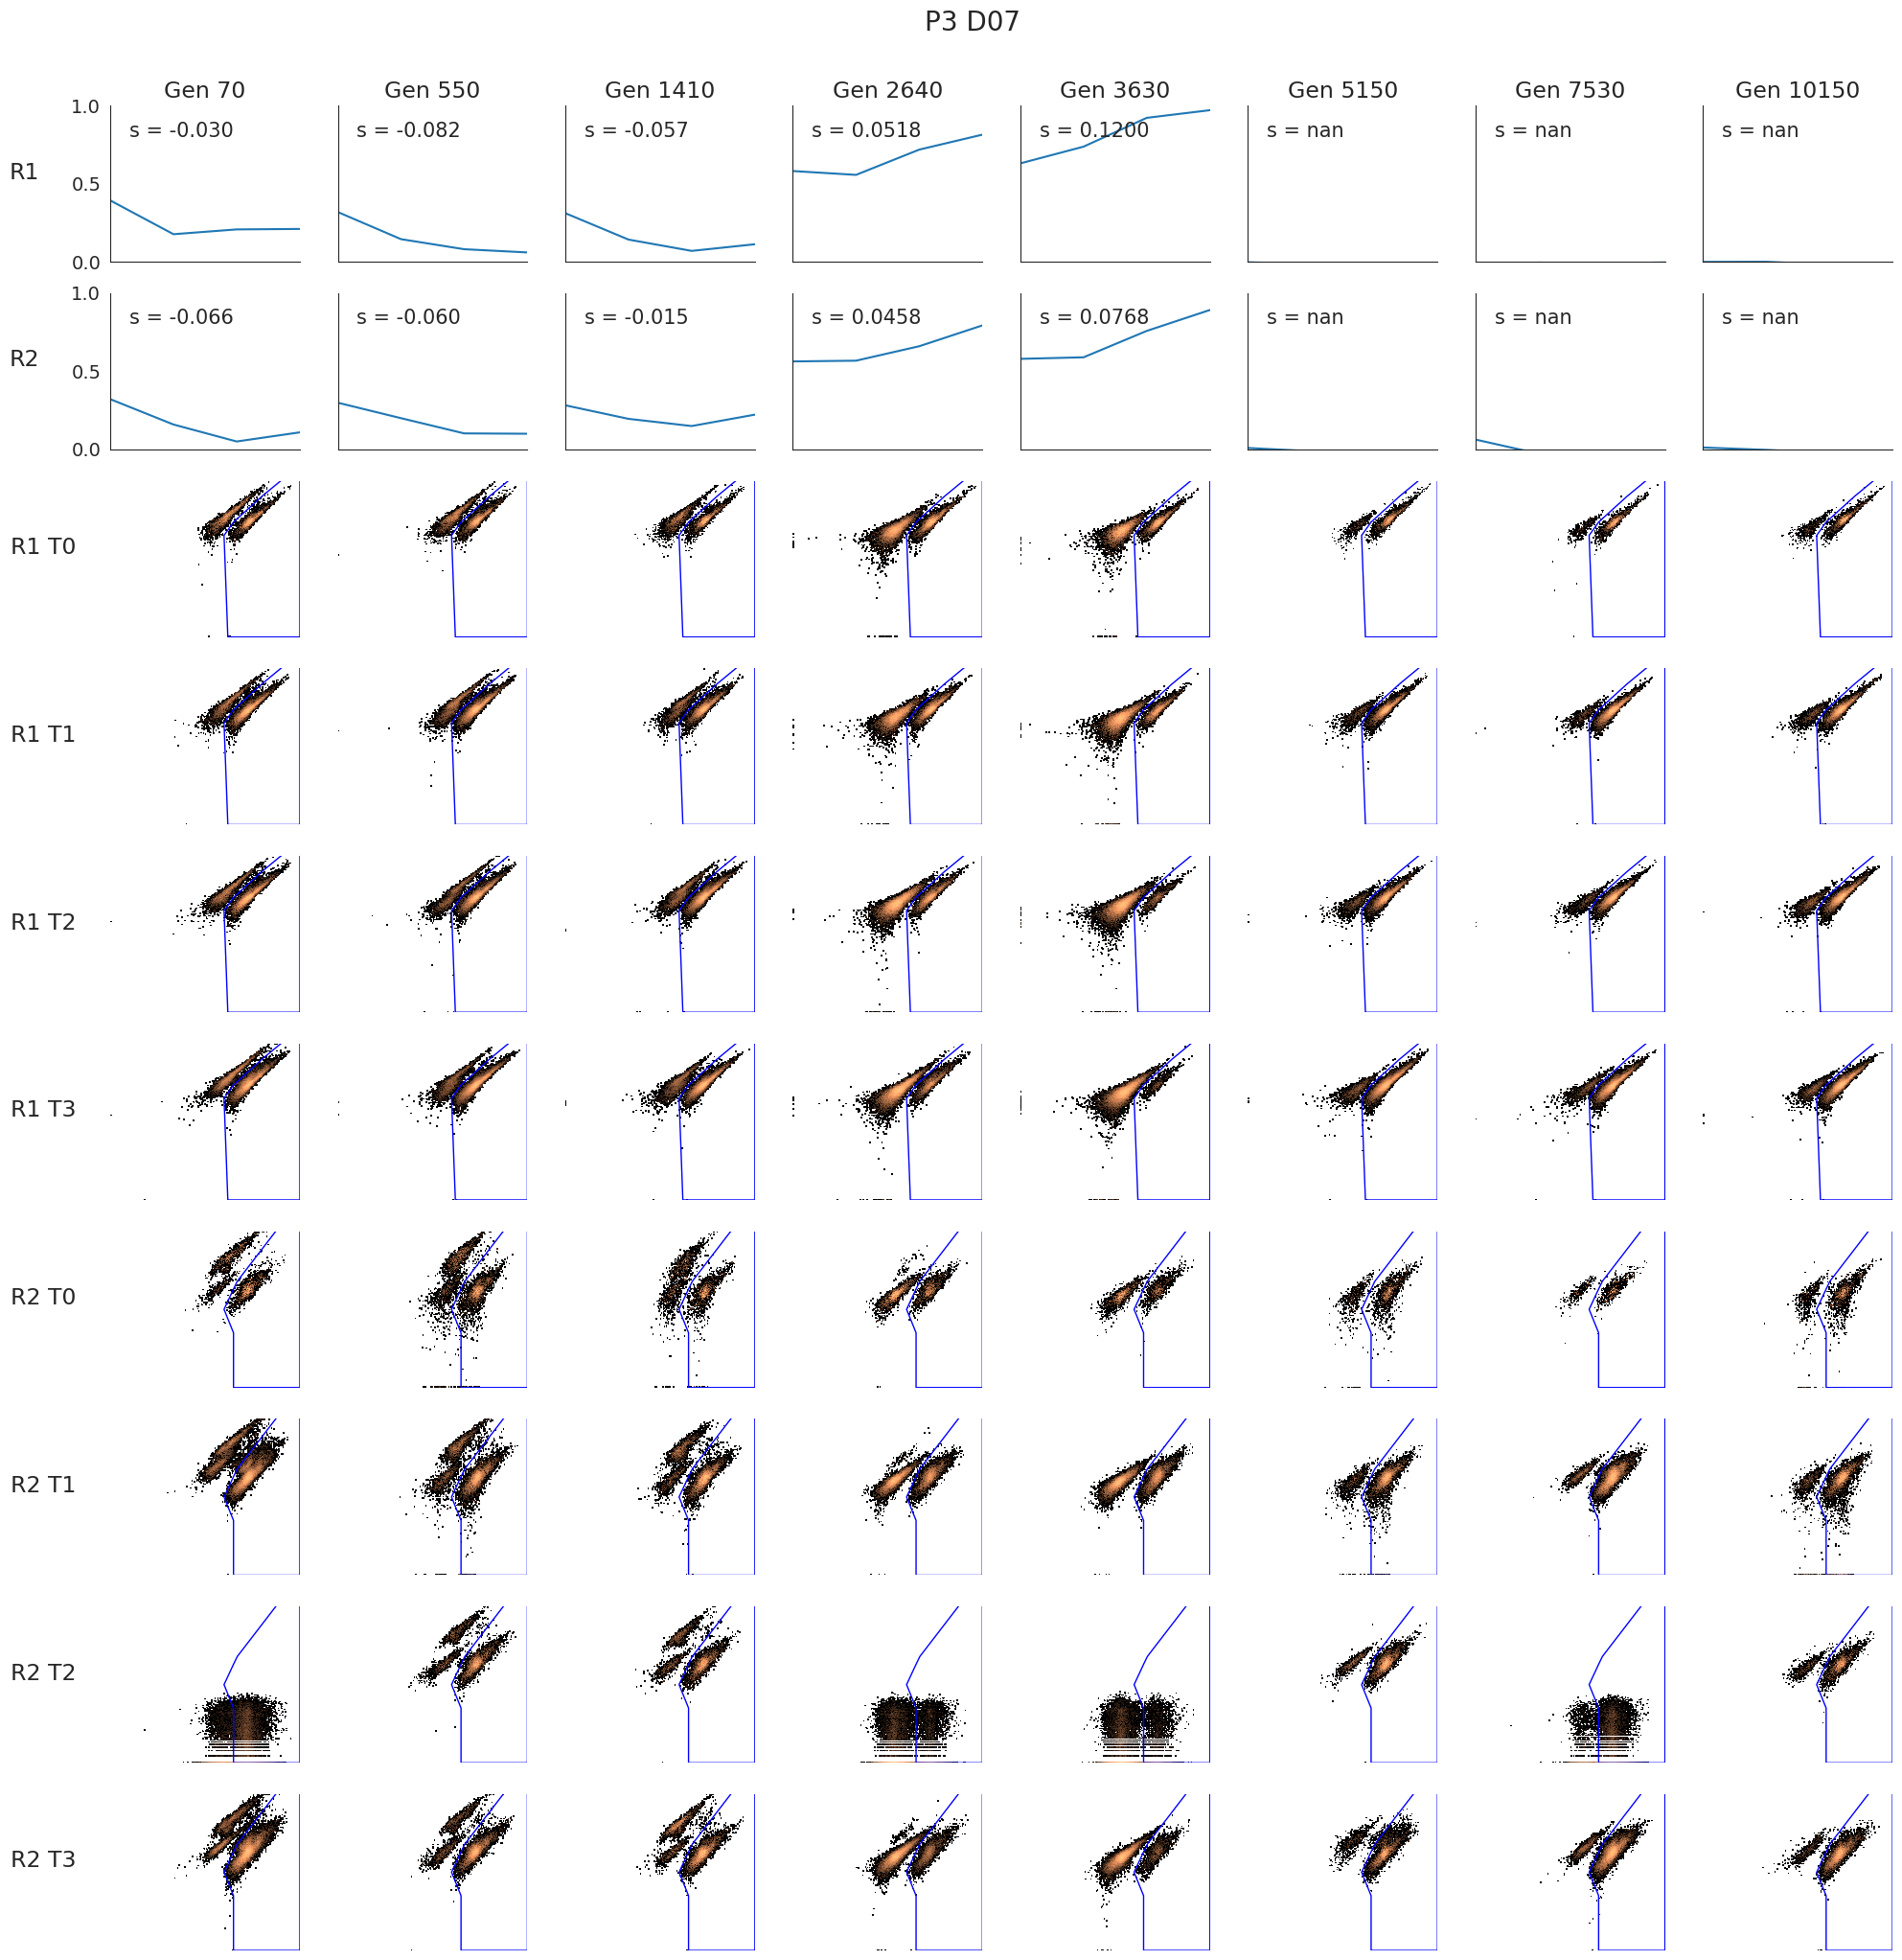 P3 D07
Gen 70 Gen 550 Gen 1410 Gen 2640 Gen 3630 Gen 5150 Gen 7530 Gen 10150
1.0
s = -0.030 s = -0.082 s = -0.057 s = 0.0518 s = 0.1200 s = nan s = nan s = nan
R1
0.5
0.0
1.0
s = -0.066 s = -0.060 s = -0.015 s = 0.0458 s = 0.0768 s = nan s = nan s = nan
R2
0.5
0.0
R1 T0
R1 T1
R1 T2
R1 T3
R2 T0
R2 T1
R2 T2
R2 T3